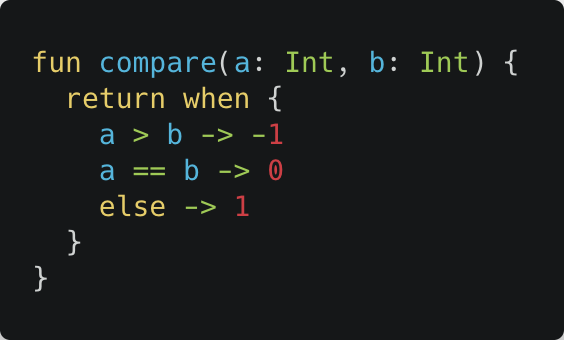 fun compare(a: Int, b: Int) {
  return when {
    a > b -> -1
    a == b -> 0
    else -> 1
  }
}